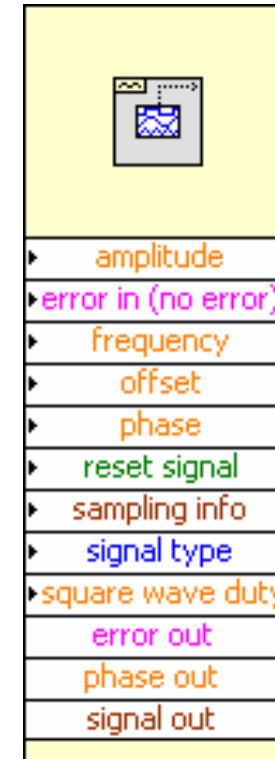 amplitude
error in (no error)
frequency
offset
phase
reset signal
sampling info
signal type
square wave duty
error out
phase out
signal out